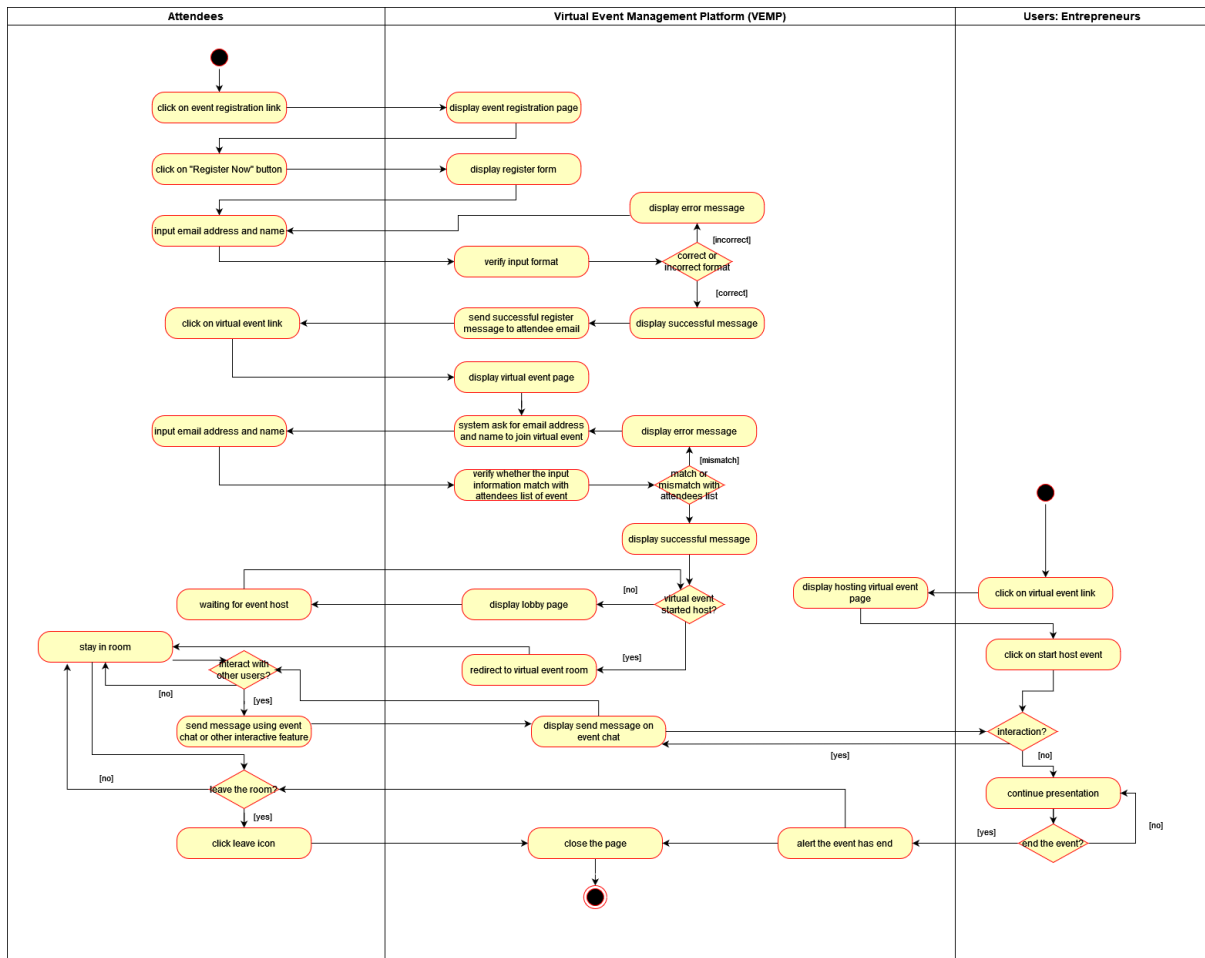 Attendees
Virtual Event Management Platform (VEMP)
Users: Entrepreneurs
click on event registration link
display event registration page
click on "Register Now" button
display register form
display error message
input email address and name
[incorrect]
verify input format
correct or
incorrect format
[correct]
click on virtual event link
send successful register
message to attendee email
display successful message
display virtual event page
input email address and name
system ask for email address
and name to join virtual event
display error message
[mismatch]
verify whether the input
information match with
attendees list of event
match or
mismatch with
attendees list
display successful message
waiting for event host
display lobby page
[no]
virtual event
started host?
display hosting virtual event
page
click on virtual event link
stay in room
interact with
other users?
[no]
[yes]
redirect to virtual event room
[yes]
click on start host event
send message using event
chat or other interactive feature
display send message on
event chat
interaction?
[yes]
[no]
[no]
leave the room?
[yes]
continue presentation
click leave icon
close the page
alert the event has end
[yes]
end the event?
[no]